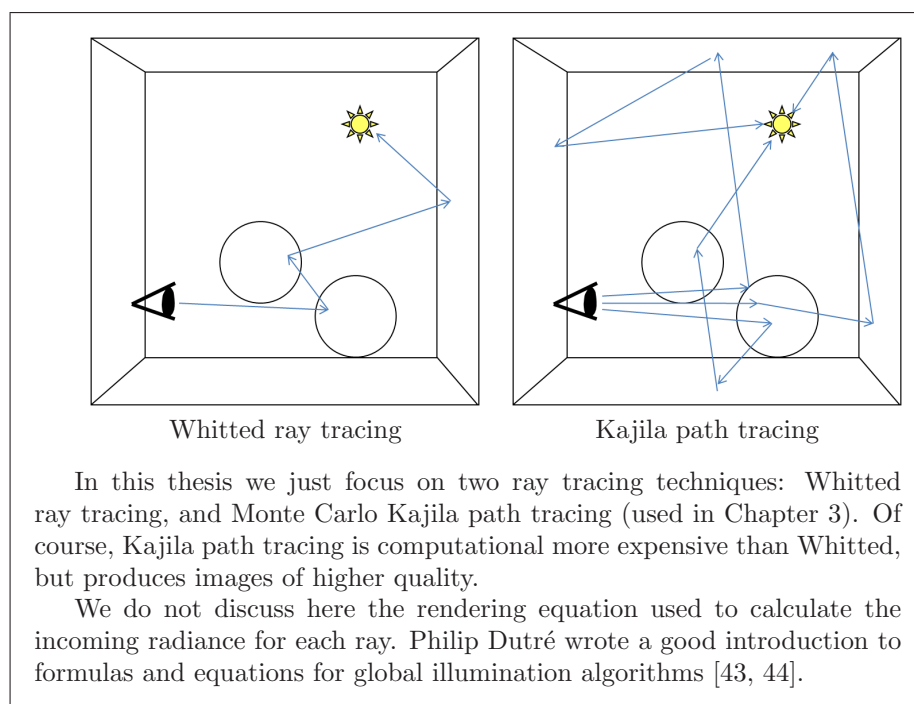 Whitted ray tracing
Kajila path tracing
In this thesis we just focus on two ray tracing techniques: Whitted
ray tracing, and Monte Carlo Kajila path tracing (used in Chapter 3). Of
course, Kajila path tracing is computational more expensive than Whitted,
but produces images of higher quality.
We do not discuss here the rendering equation used to calculate the
incoming radiance for each ray. Philip Dutré wrote a good introduction to
formulas and equations for global illumination algorithms [43, 44].